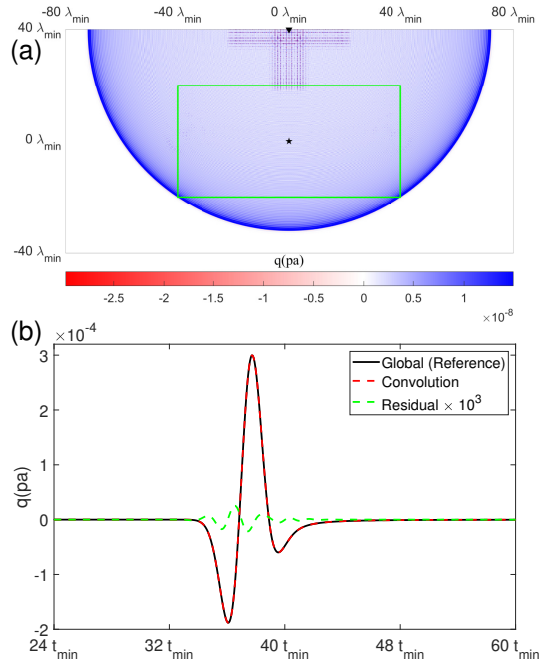 -80 λmin -40 λmin 0 λmin 40 λmin 80 λmin
40 λmin
(a)
0 λmin
-40 λmin
q(pa)
-2.5 -2 -1.5 -1 -0.5 0 0.5 1
×10-8
(b)
×10-4
3
2
1
0
-1
-2
q(pa)
Global (Reference)
Convolution
Residual × 103
24 tmin 32 tmin 40 tmin 48 tmin 60 tmin